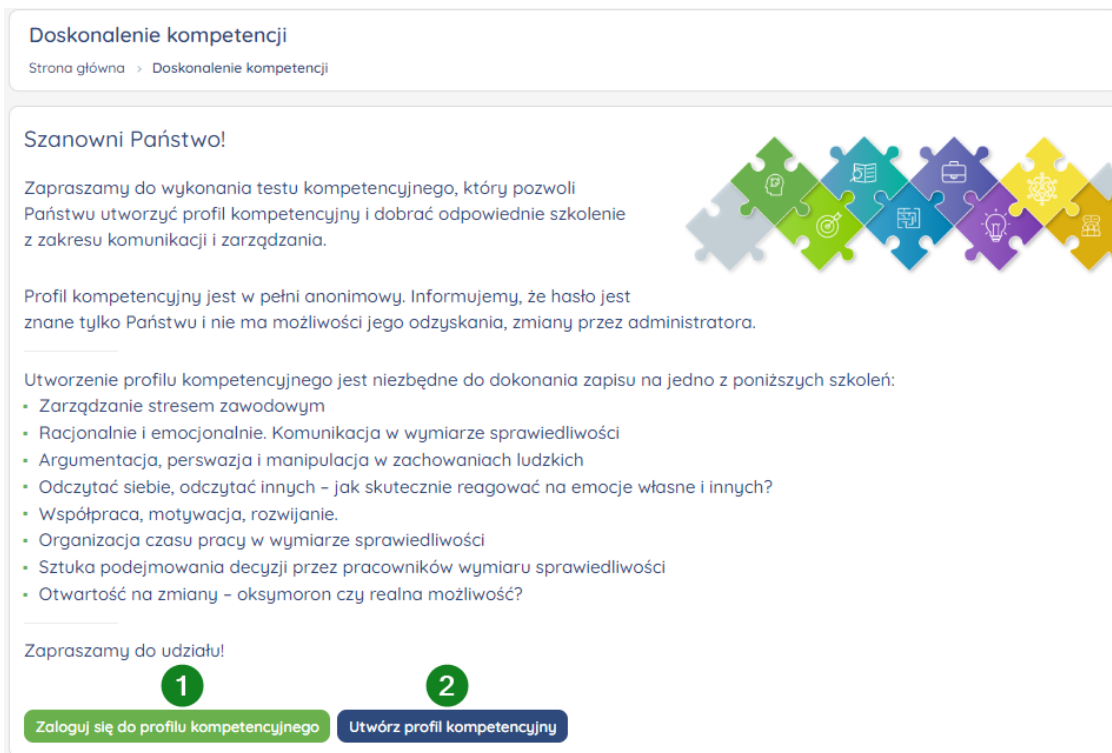 Doskonalenie kompetencji
Strona główna › Doskonalenie kompetencji
Szanowni Państwo!
Zapraszamy do wykonania testu kompetencyjnego, który pozwoli
Państwu utworzyć profil kompetencyjny i dobrać odpowiednie szkolenie
z zakresu komunikacji i zarządzania.
Profil kompetencyjny jest w pełni anonimowy. Informujemy, że hasło jest
znane tylko Państwu i nie ma możliwości jego odzyskania, zmiany przez administratora.
Utworzenie profilu kompetencyjnego jest niezbędne do dokonania zapisu na jedno z poniższych szkoleń:
▪ Zarządzanie stresem zawodowym
▪ Racjonalnie i emocjonalnie. Komunikacja w wymiarze sprawiedliwości
▪ Argumentacja, perswazja i manipulacja w zachowaniach ludzkich
▪ Odczytać siebie, odczytać innych – jak skutecznie reagować na emocje własne i innych?
▪ Współpraca, motywacja, rozwijanie.
▪ Organizacja czasu pracy w wymiarze sprawiedliwości
▪ Sztuka podejmowania decyzji przez pracowników wymiaru sprawiedliwości
▪ Otwartość na zmiany – oksymoron czy realna możliwość?
Zapraszamy do udziału!
1 2
Zaloguj się do profilu kompetencyjnego Utwórz profil kompetencyjny